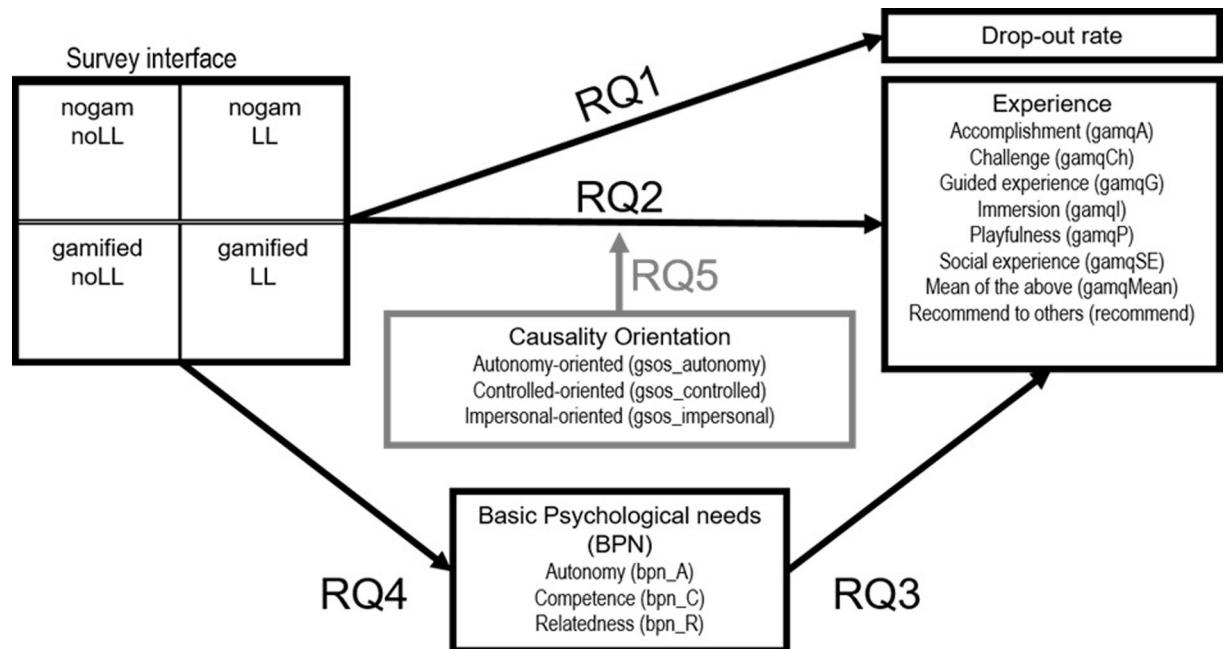 Survey interface
nogam
noLL
nogam
LL
gamified
noLL
gamified
LL
RQ1
RQ2
RQ5
Drop-out rate
Experience
Accomplishment (gamqA)
Challenge (gamqCh)
Guided experience (gamqG)
Immersion (gamqI)
Playfulness (gamqP)
Social experience (gamqSE)
Mean of the above (gamqMean)
Recommend to others (recommend)
Causality Orientation
Autonomy-oriented (gsos_autonomy)
Controlled-oriented (gsos_controlled)
Impersonal-oriented (gsos_impersonal)
RQ4
Basic Psychological needs
(BPN)
Autonomy (bpn_A)
Competence (bpn_C)
Relatedness (bpn_R)
RQ3